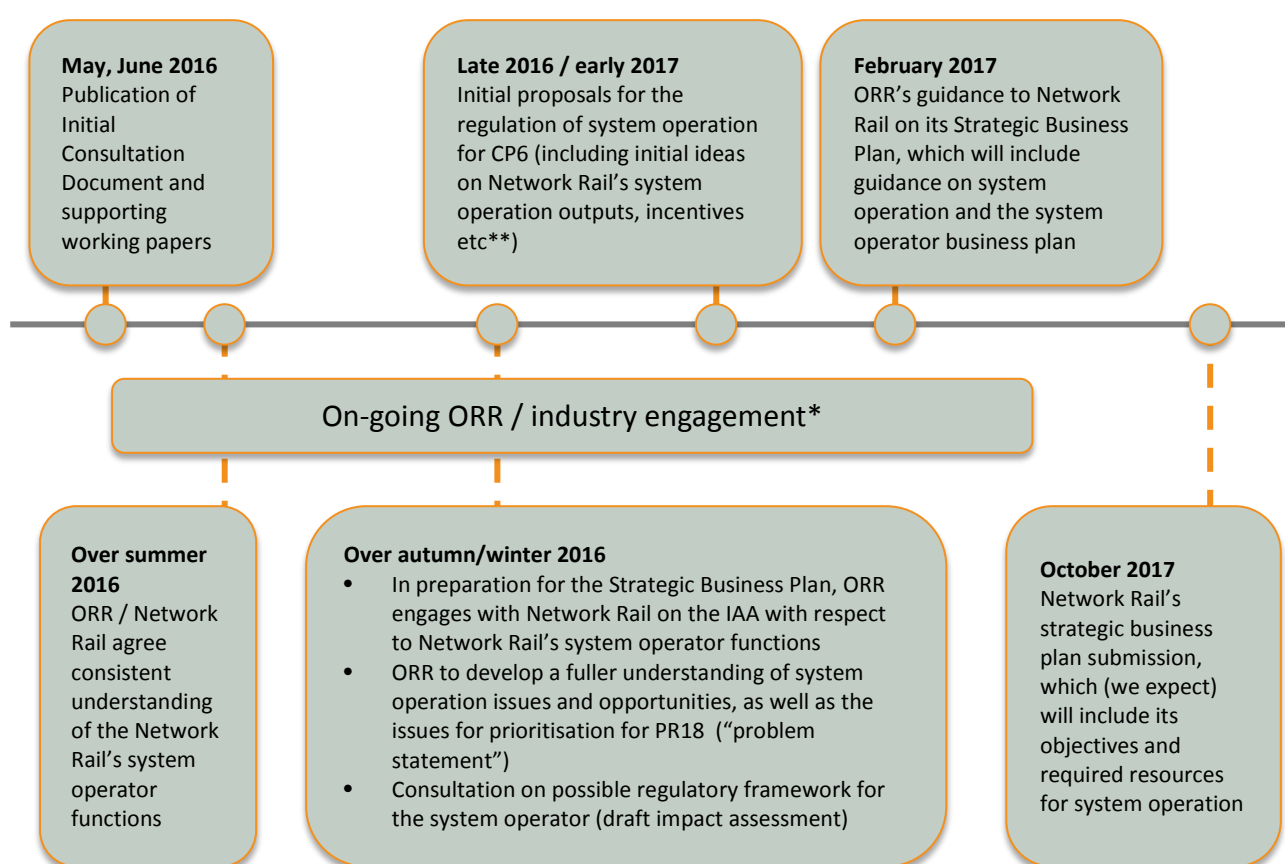 May, June 2016
Publication of
Initial
Consultation
Document and
supporting
working papers
Late 2016 / early 2017
Initial proposals for the
regulation of system operation
for CP6 (including initial ideas
on Network Rail’s system
operation outputs, incentives
etc**)
February 2017
ORR’s guidance to Network
Rail on its Strategic Business
Plan, which will include
guidance on system
operation and the system
operator business plan
On-going ORR / industry engagement*
Over summer
2016
ORR / Network
Rail agree
consistent
understanding
of the Network
Rail’s system
operator
functions
Over autumn/winter 2016
• In preparation for the Strategic Business Plan, ORR
engages with Network Rail on the IAA with respect
to Network Rail’s system operator functions
• ORR to develop a fuller understanding of system
operation issues and opportunities, as well as the
issues for prioritisation for PR18 (“problem
statement”)
• Consultation on possible regulatory framework for
the system operator (draft impact assessment)
October 2017
Network Rail’s
strategic business
plan submission,
which (we expect)
will include its
objectives and
required resources
for system operation